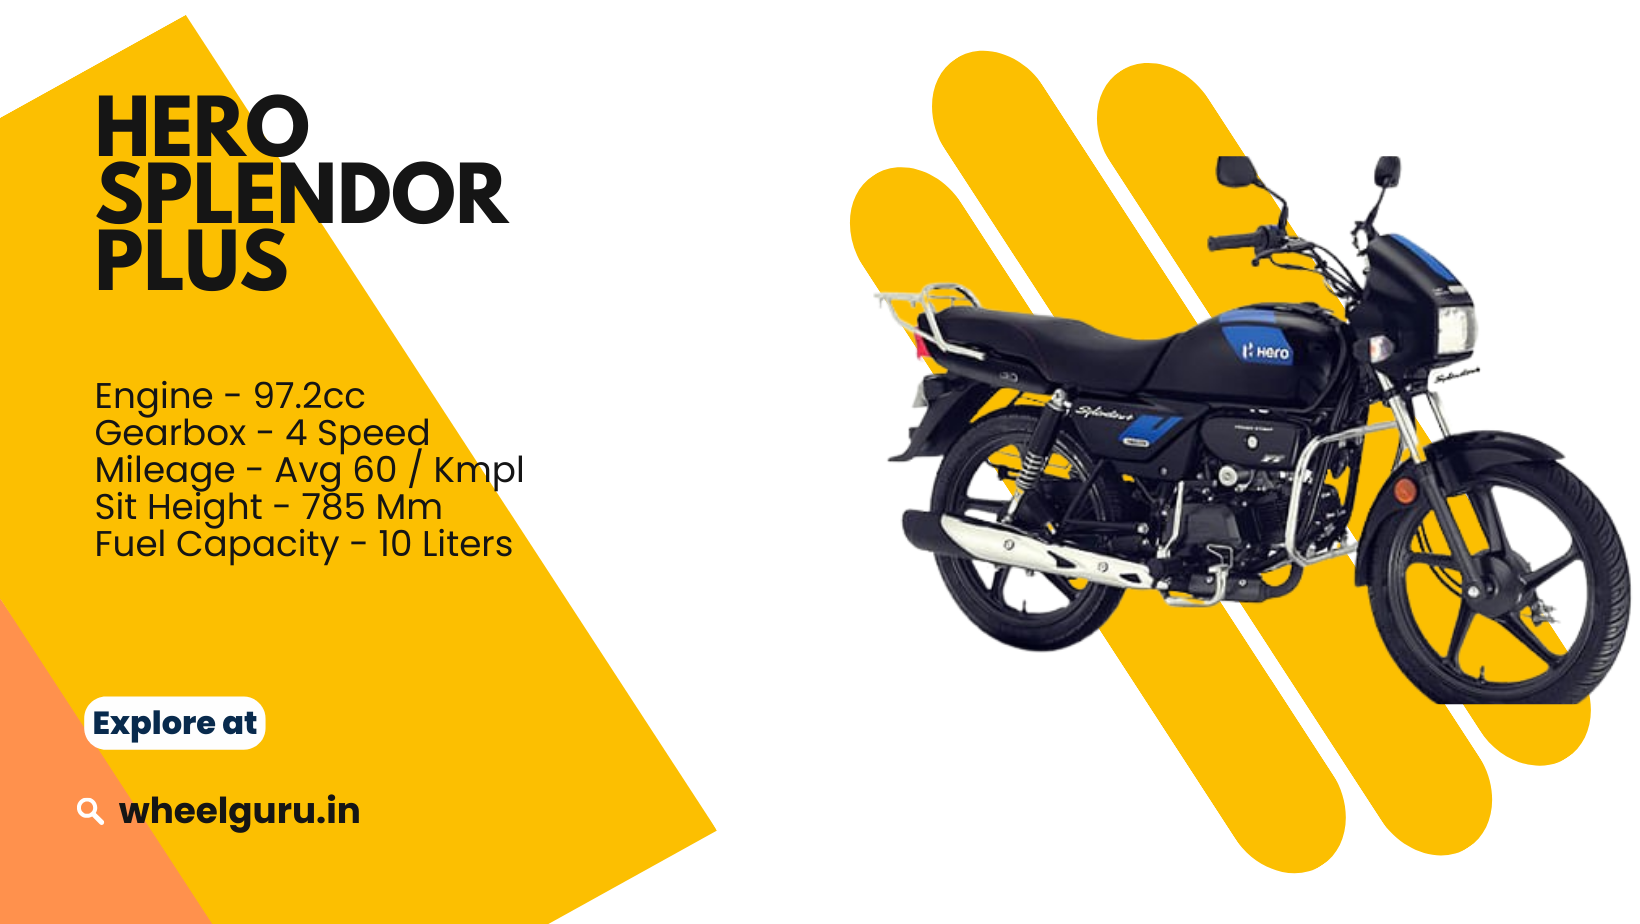 HERO
SPLENDOR
PLUS
Engine - 97.2cc
Gearbox - 4 Speed
Mileage - Avg 60 / Kmpl
Sit Height - 785 Mm
Fuel Capacity - 10 Liters
Explore at
wheelguru.in
Hero
Splendor+
Splendor+